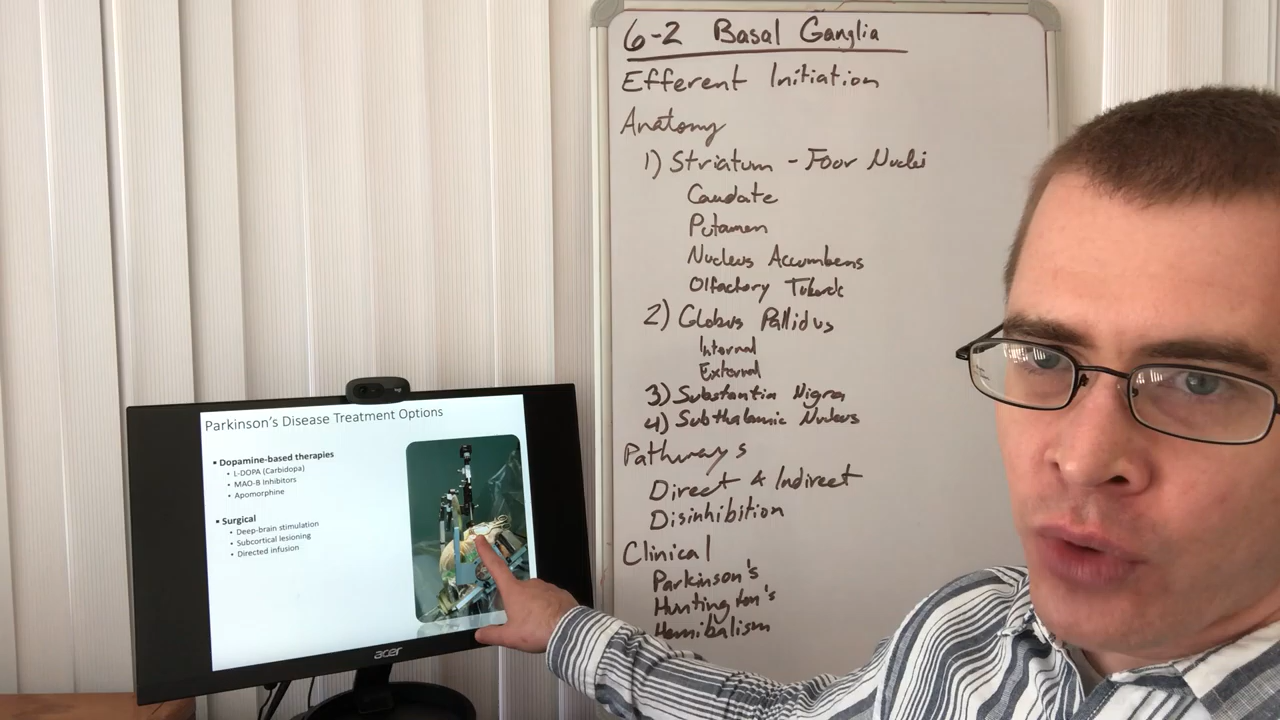 6-2 Basal Ganglia
Efferent Initiation
Anatomy
1) Striatum - Four Nuclei
Caudate
Putamen
Nucleus Accumbens
Olfactory
2) Globus Pallidus
Internal
External
3) Substantia Nigra
4) Subthalamic Nucleus
Pathways
Direct & Indirect
Disinhibition
Clinical
Parkinson's
Huntington's
Hemibalism
Parkinson's Disease Treatment Options
▪ Dopamine-based therapies
• L-DOPA (Carbidopa)
• MAO-B Inhibitors
• Apomorphine
▪ Surgical
• Deep-brain stimulation
• Subcortical lesioning
• Directed infusion
acer